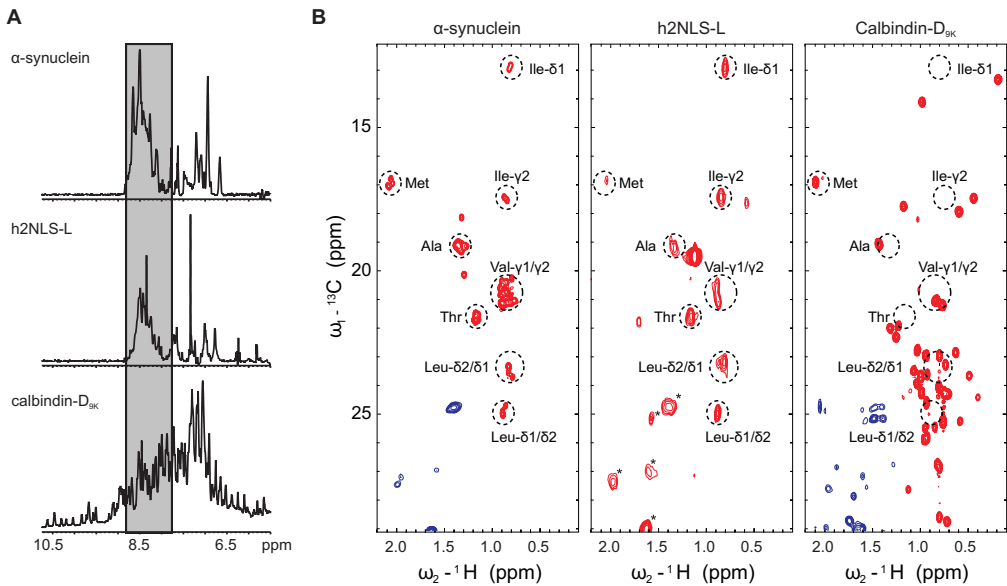 A
α-synuclein
h2NLS-L
calbindin-D9K
10.5 8.5 6.5 ppm
B
α-synuclein h2NLS-L Calbindin-D9K
Ile-δ1 Ile-δ1 Ile-δ1
15
Met Ile-γ2 Met Ile-γ2 Met Ile-γ2
Ala Ala Ala
20
Val-γ1/γ2 Val-γ1/γ2 Val-γ1/γ2
Thr Thr Thr
Leu-δ2/δ1 Leu-δ2/δ1 Leu-δ2/δ1
25
* *
Leu-δ1/δ2 Leu-δ1/δ2 Leu-δ1/δ2
* *
*
ω1 - 13C (ppm)
2.0 1.5 1.0 0.5 2.0 1.5 1.0 0.5 2.0 1.5 1.0 0.5
ω2 - 1H (ppm) ω2 - 1H (ppm) ω2 - 1H (ppm)